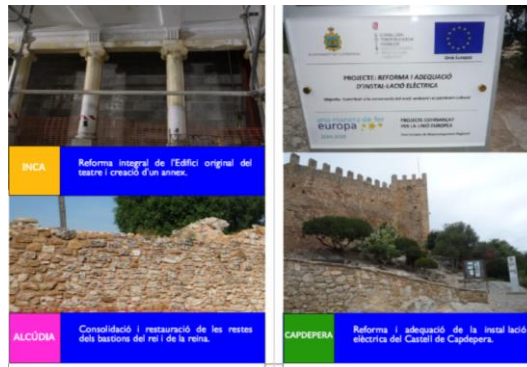 INCA
Reforma integral de l'Edifici original del
teatre i creació d'un annex.
ALCÚDIA
Consolidació i restauració de les restes
dels bastions del rei i de la reina.
Unió Europea
PROJECTE: REFORMA I ADEQUACIÓ
D'INSTAL·LACIÓ ELÈCTRICA
una manera de fer
europa
PROJECTE COFINANÇAT
PER LA UNIÓ EUROPEA
CAPDEPERA
Reforma i adequació de la instal·lació
elèctrica del Castell de Capdepera.